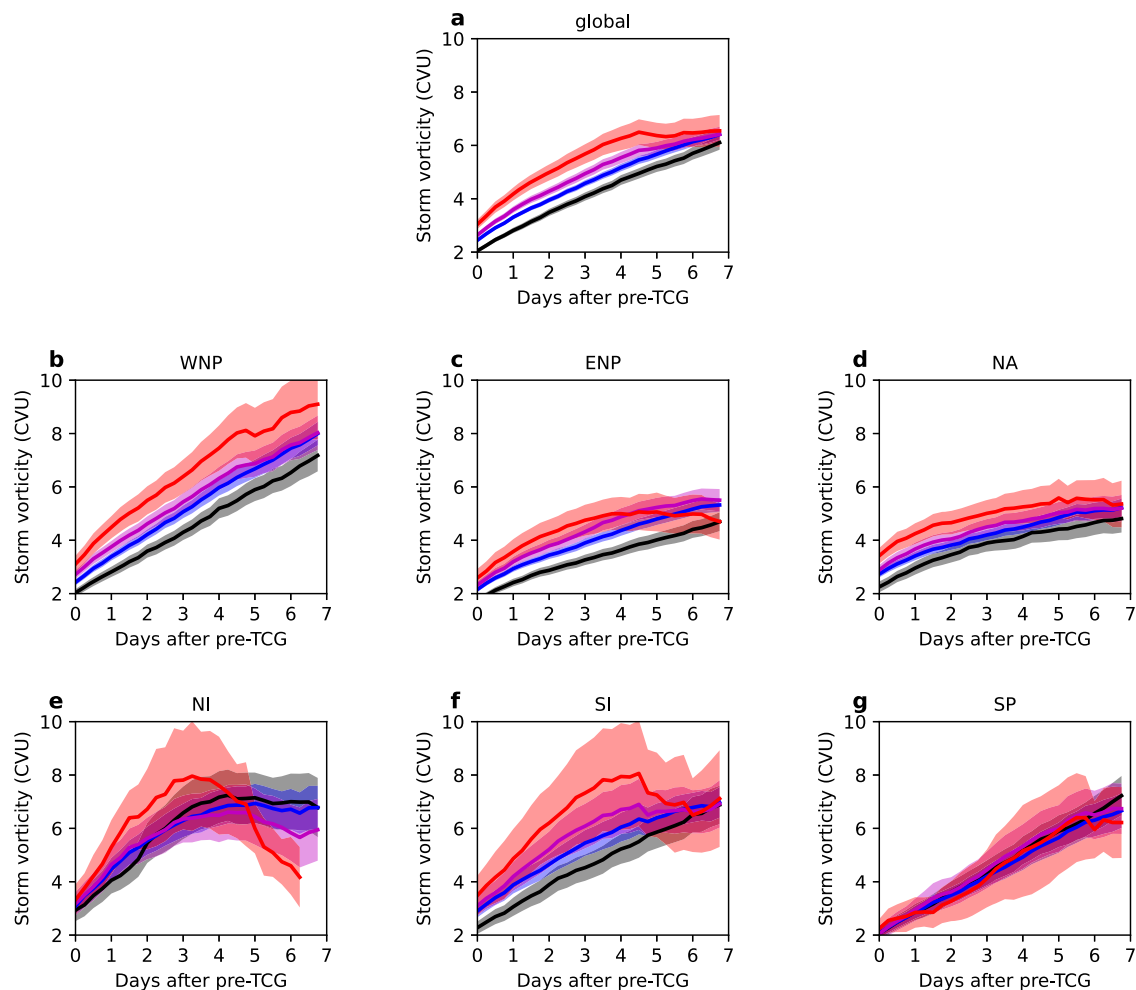 a global
Storm vorticity (CVU)
10
8
6
4
2
0 1 2 3 4 5 6 7
Days after pre-TCG
b WNP
Storm vorticity (CVU)
10
8
6
4
2
0 1 2 3 4 5 6 7
Days after pre-TCG
c ENP
Storm vorticity (CVU)
10
8
6
4
2
0 1 2 3 4 5 6 7
Days after pre-TCG
d NA
Storm vorticity (CVU)
10
8
6
4
2
0 1 2 3 4 5 6 7
Days after pre-TCG
e NI
Storm vorticity (CVU)
10
8
6
4
2
0 1 2 3 4 5 6 7
Days after pre-TCG
f SI
Storm vorticity (CVU)
10
8
6
4
2
0 1 2 3 4 5 6 7
Days after pre-TCG
g SP
Storm vorticity (CVU)
10
8
6
4
2
0 1 2 3 4 5 6 7
Days after pre-TCG